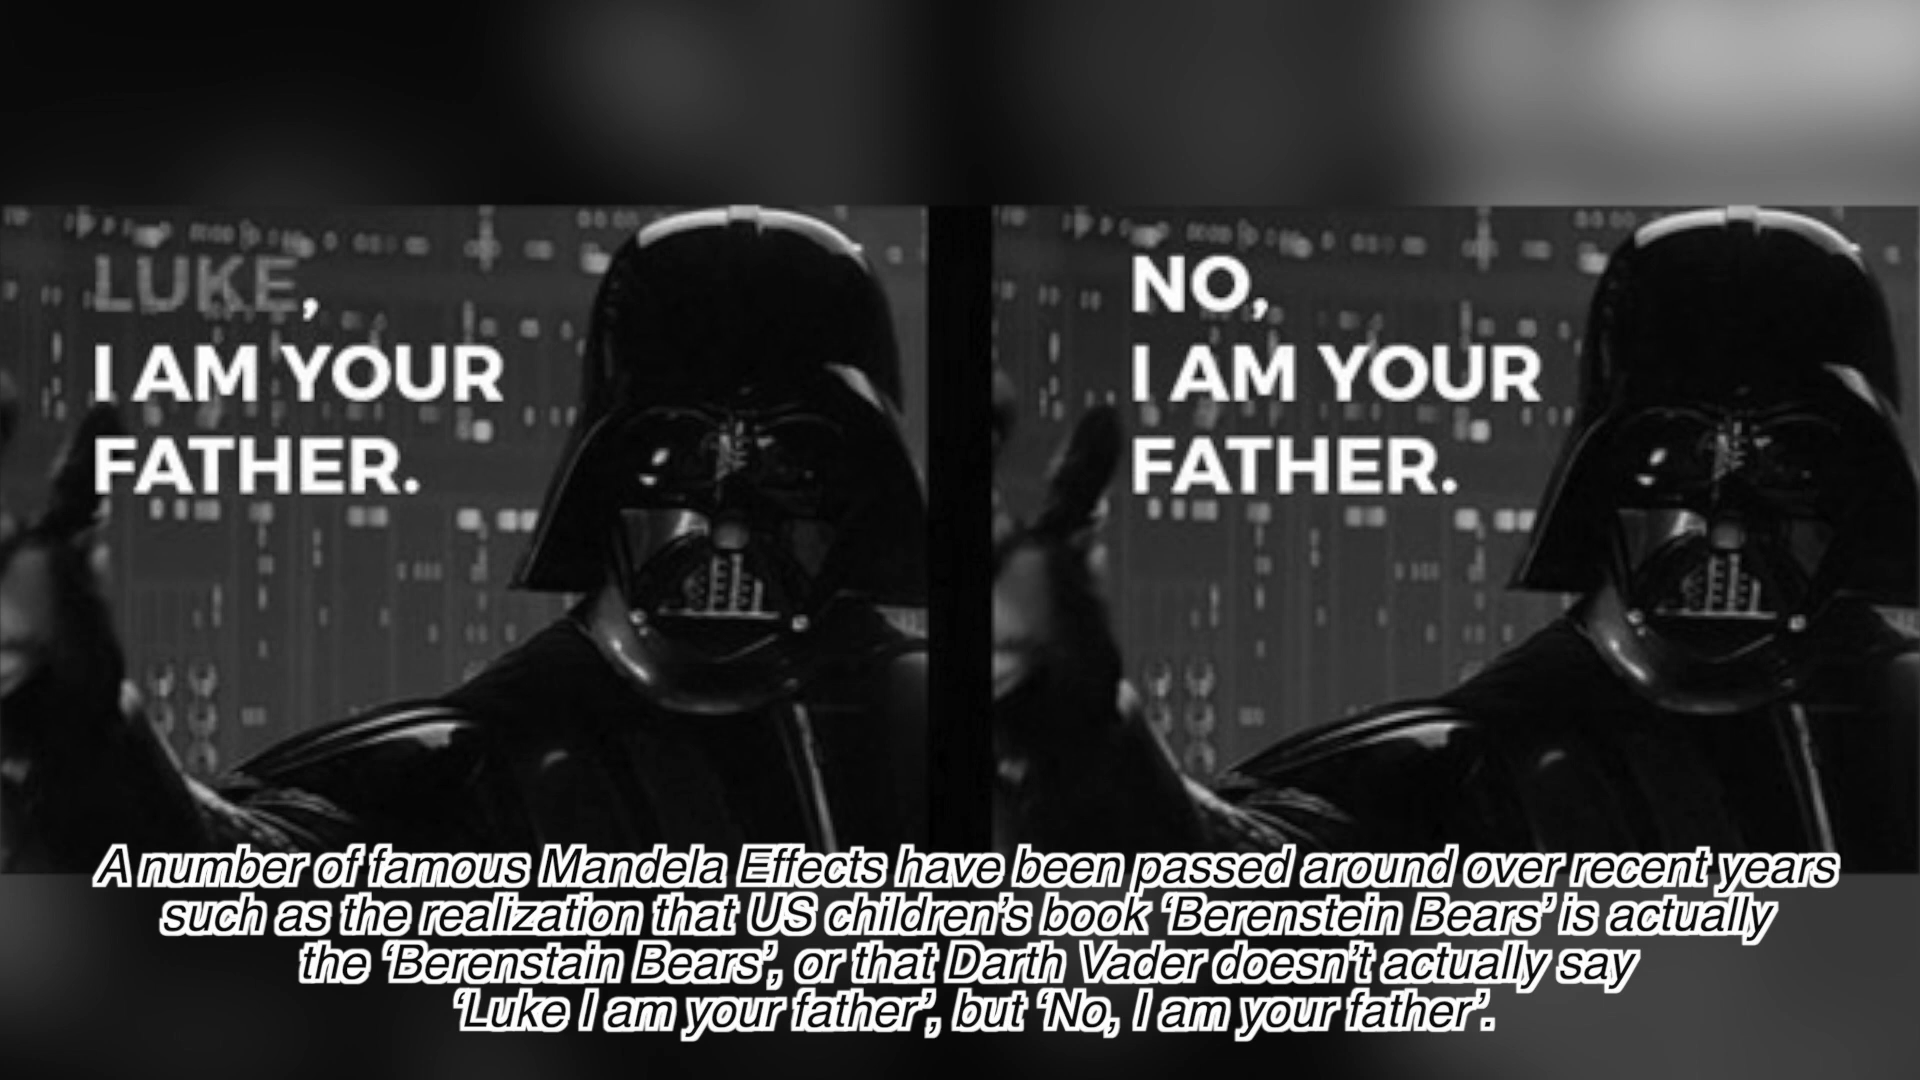 LUKE,
I AM YOUR
FATHER.
NO,
I AM YOUR
FATHER.
A number of famous Mandela Effects have been passed around over recent years
such as the realization that US children's book ‘Berenstein Bears’ is actually
the ‘Berenstain Bears’, or that Darth Vader doesn't actually say
‘Luke I am your father’, but ‘No, I am your father’.